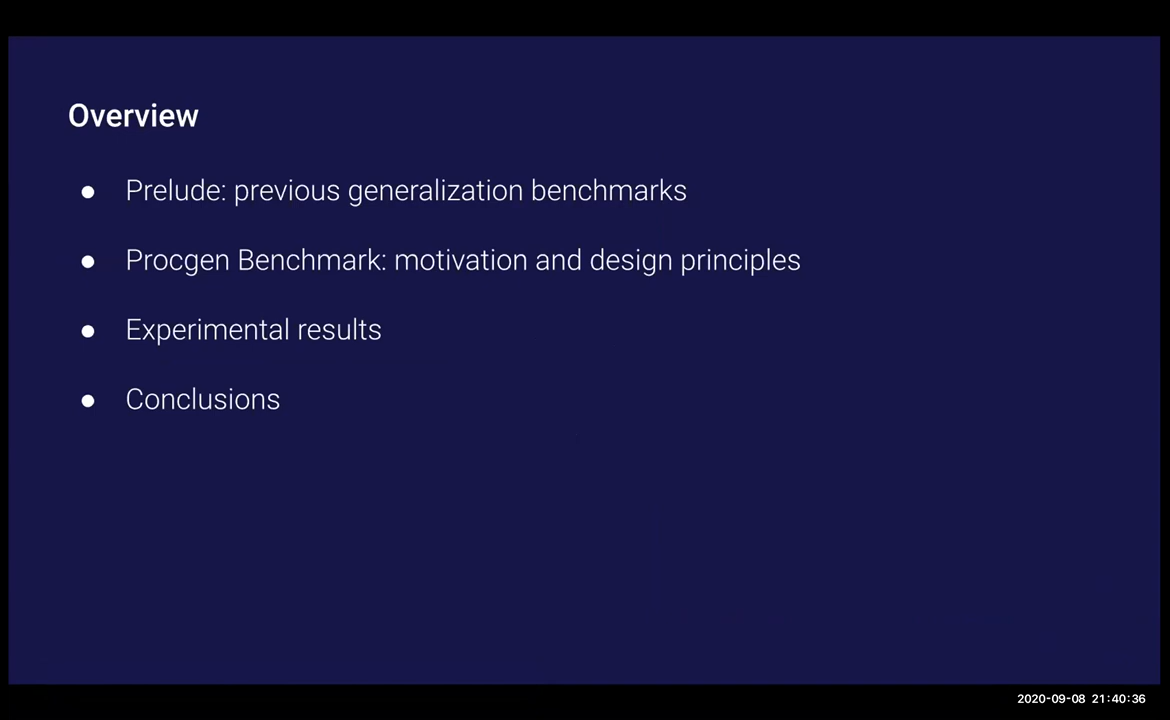 Overview
● Prelude: previous generalization benchmarks
● Procgen Benchmark: motivation and design principles
● Experimental results
● Conclusions
2020-09-08 21:40:36